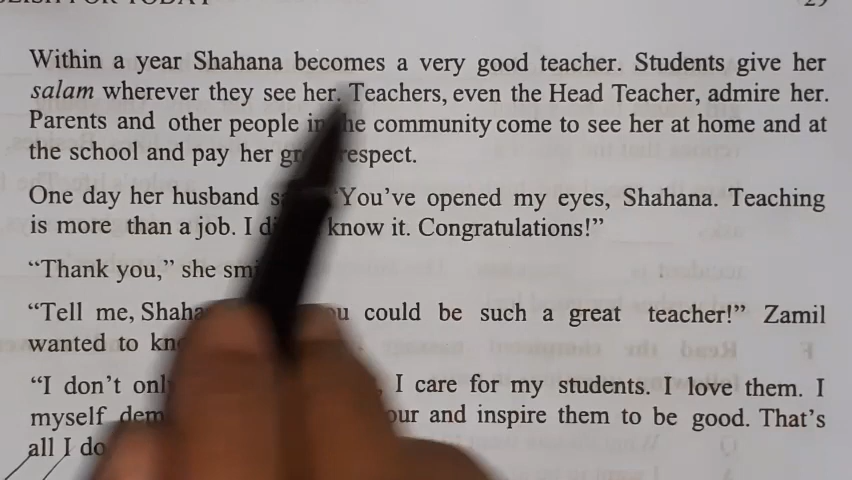 29
Within a year Shahana becomes a very good teacher. Students give her
salam wherever they see her. Teachers, even the Head Teacher, admire her.
Parents and other people in the community come to see her at home and at
the school and pay her respect.
One day her husband "You've opened my eyes, Shahana. Teaching
is more than a job. I know it. Congratulations!"
"Thank you," she
"Tell me, could be such a great teacher!" Zamil
wanted to
"I don't I care for my students. I love them. I
myself and inspire them to be good. That's
all I do